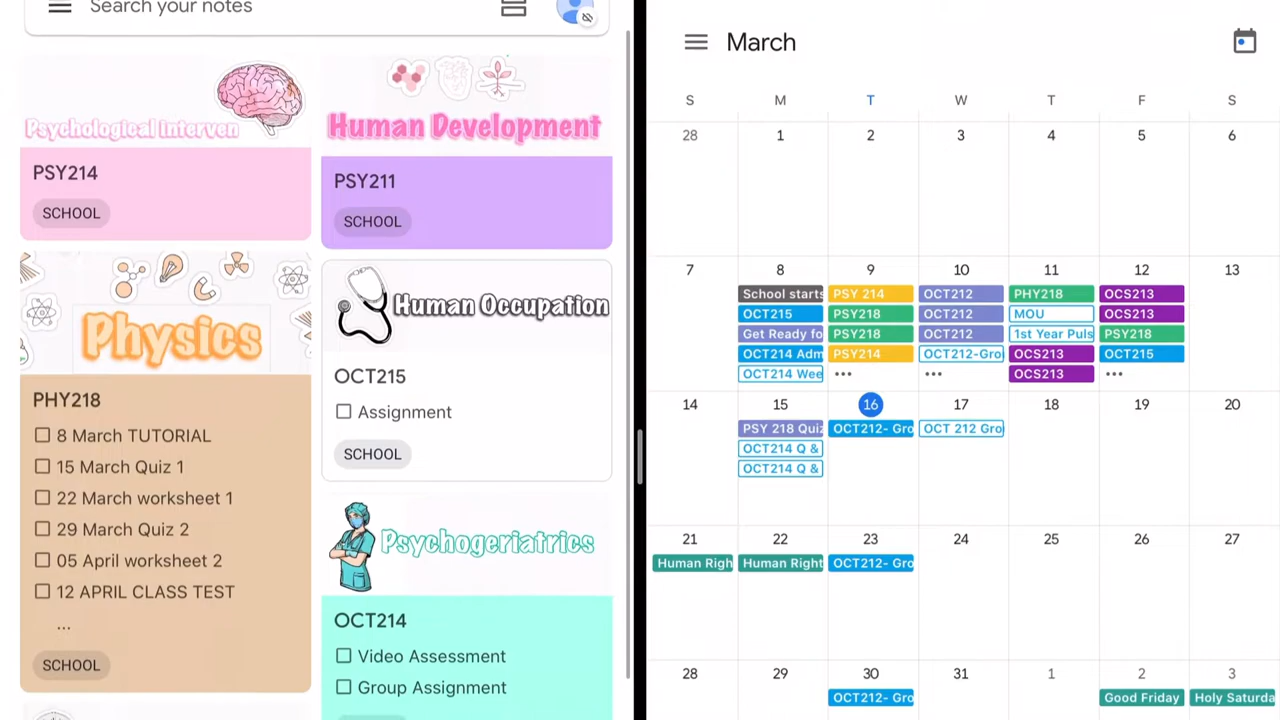 Search your notes
Psychological Interven
PSY214
SCHOOL
Human Development
PSY211
SCHOOL
Physics
PHY218
8 March TUTORIAL
15 March Quiz 1
22 March worksheet 1
29 March Quiz 2
05 April worksheet 2
12 APRIL CLASS TEST
...
SCHOOL
Human Occupation
OCT215
Assignment
SCHOOL
Psychogeriatrics
OCT214
Video Assessment
Group Assignment
March
S M T W T F S
28 1 2 3 4 5 6
7 8 9 10 11 12 13
School starts PSY 214 OCT212 PHY218 OCS213
OCT215 PSY218 OCT212 MOU OCS213
Get Ready fo PSY218 OCT212 1st Year Puls PSY218
OCT214 Adm PSY214 OCT212-Gro OCS213 OCT215
OCT214 Wee ... ... OCS213 ...
14 15 16 17 18 19 20
PSY 218 Quiz OCT212- Gro OCT 212 Gro
OCT214 Q &
OCT214 Q &
21 22 23 24 25 26 27
Human Righ Human Right OCT212- Gro
28 29 30 31 1 2 3
OCT212- Gro Good Friday Holy Saturda